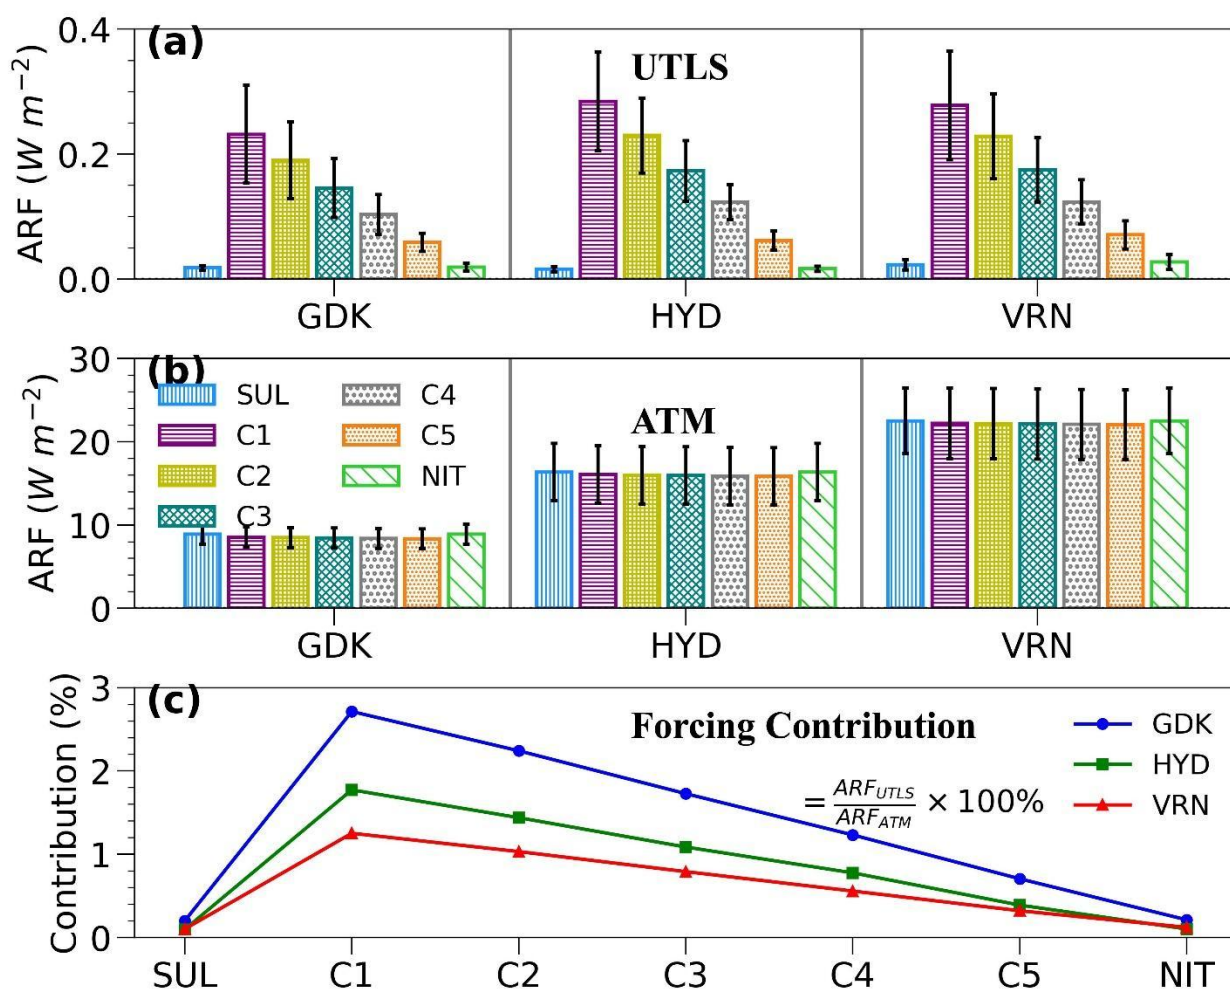 (a)
UTLS
ARF (W m⁻²)
0.4
0.2
0.0
GDK HYD VRN
(b)
ATM
ARF (W m⁻²)
30
20
10
0
SUL C4
C1 C5
C2 NIT
C3
GDK HYD VRN
(c)
Forcing Contribution
= ARF_UTLS / ARF_ATM × 100%
Contribution (%)
3
2
1
0
GDK
HYD
VRN
SUL C1 C2 C3 C4 C5 NIT